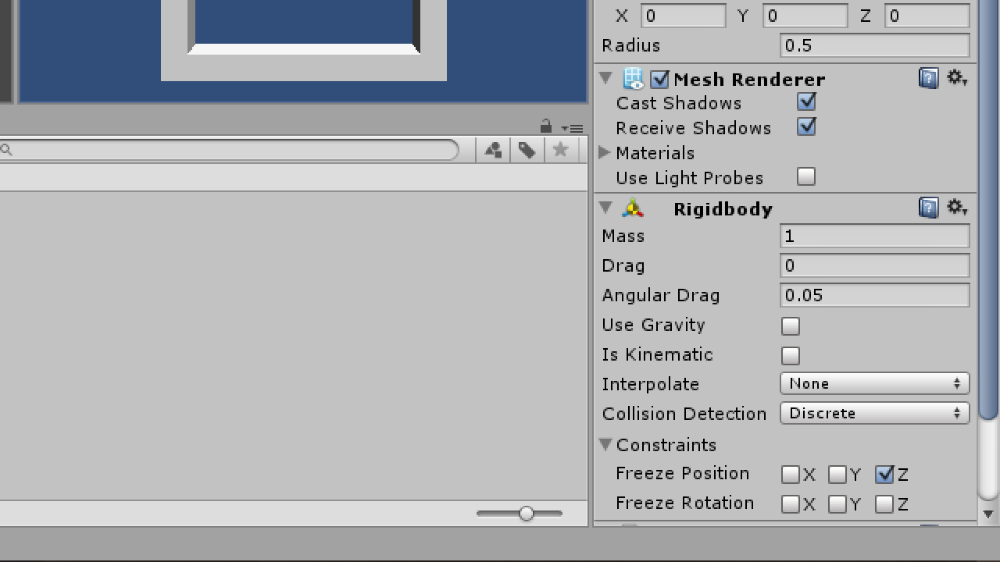 X 0 Y 0 Z 0
Radius 0.5
Mesh Renderer
Cast Shadows
Receive Shadows
Materials
Use Light Probes
Rigidbody
Mass 1
Drag 0
Angular Drag 0.05
Use Gravity
Is Kinematic
Interpolate None
Collision Detection Discrete
Constraints
Freeze Position X Y Z
Freeze Rotation X Y Z